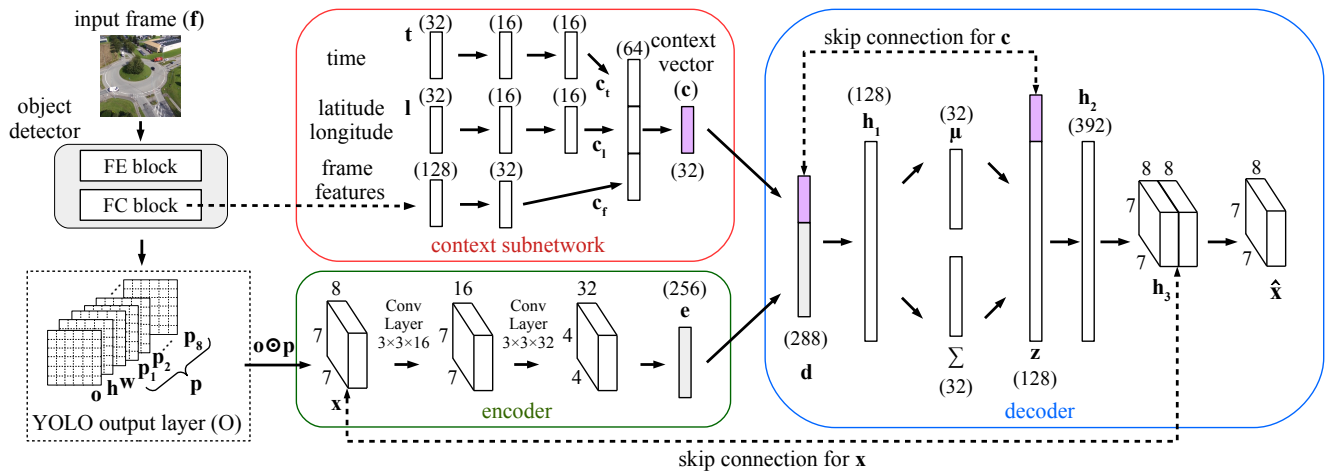 input frame (f)
object
detector
FE block
FC block
o
h
w
p1
p2
p8
p
YOLO output layer (O)
o⊙p
time
t
(32)
(16)
(16)
ct
latitude
longitude
l
(32)
(16)
(16)
cl
frame
features
(128)
(32)
cf
(64)
context
vector
(c)
(32)
context subnetwork
8
7
7
x
Conv
Layer
3×3×16
16
7
7
Conv
Layer
3×3×32
32
4
4
(256)
e
encoder
skip connection for c
(288)
d
(128)
h1
(32)
μ
∑
(32)
z
(128)
h2
(392)
8 8
7
7
h3
8
7
7
x̂
decoder
skip connection for x